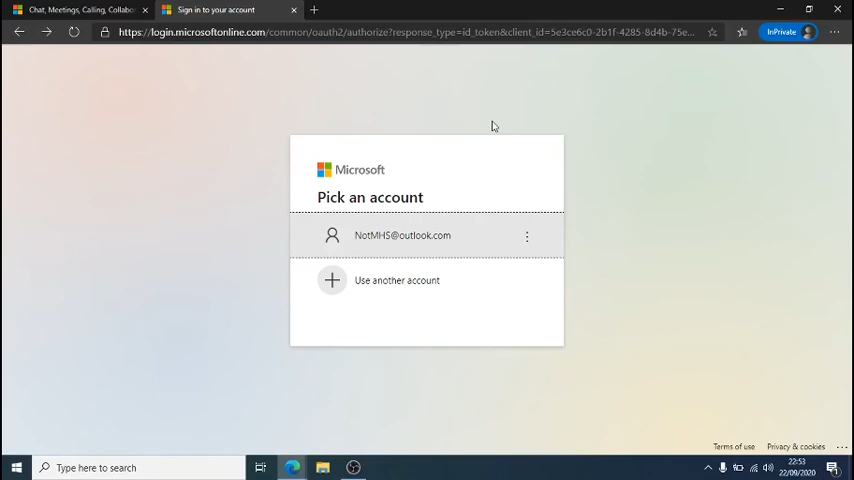 Chat, Meetings, Calling, Collabo
Sign in to your account
https://login.microsoftonline.com/common/oauth2/authorize?response_type=id_token&client_id=5e3ce6c0-2b1f-4285-8d4b-75e...
InPrivate
Microsoft
Pick an account
NotMHS@outlook.com
Use another account
Terms of use
Privacy & cookies
Type here to search
22:53
22/09/2020
1